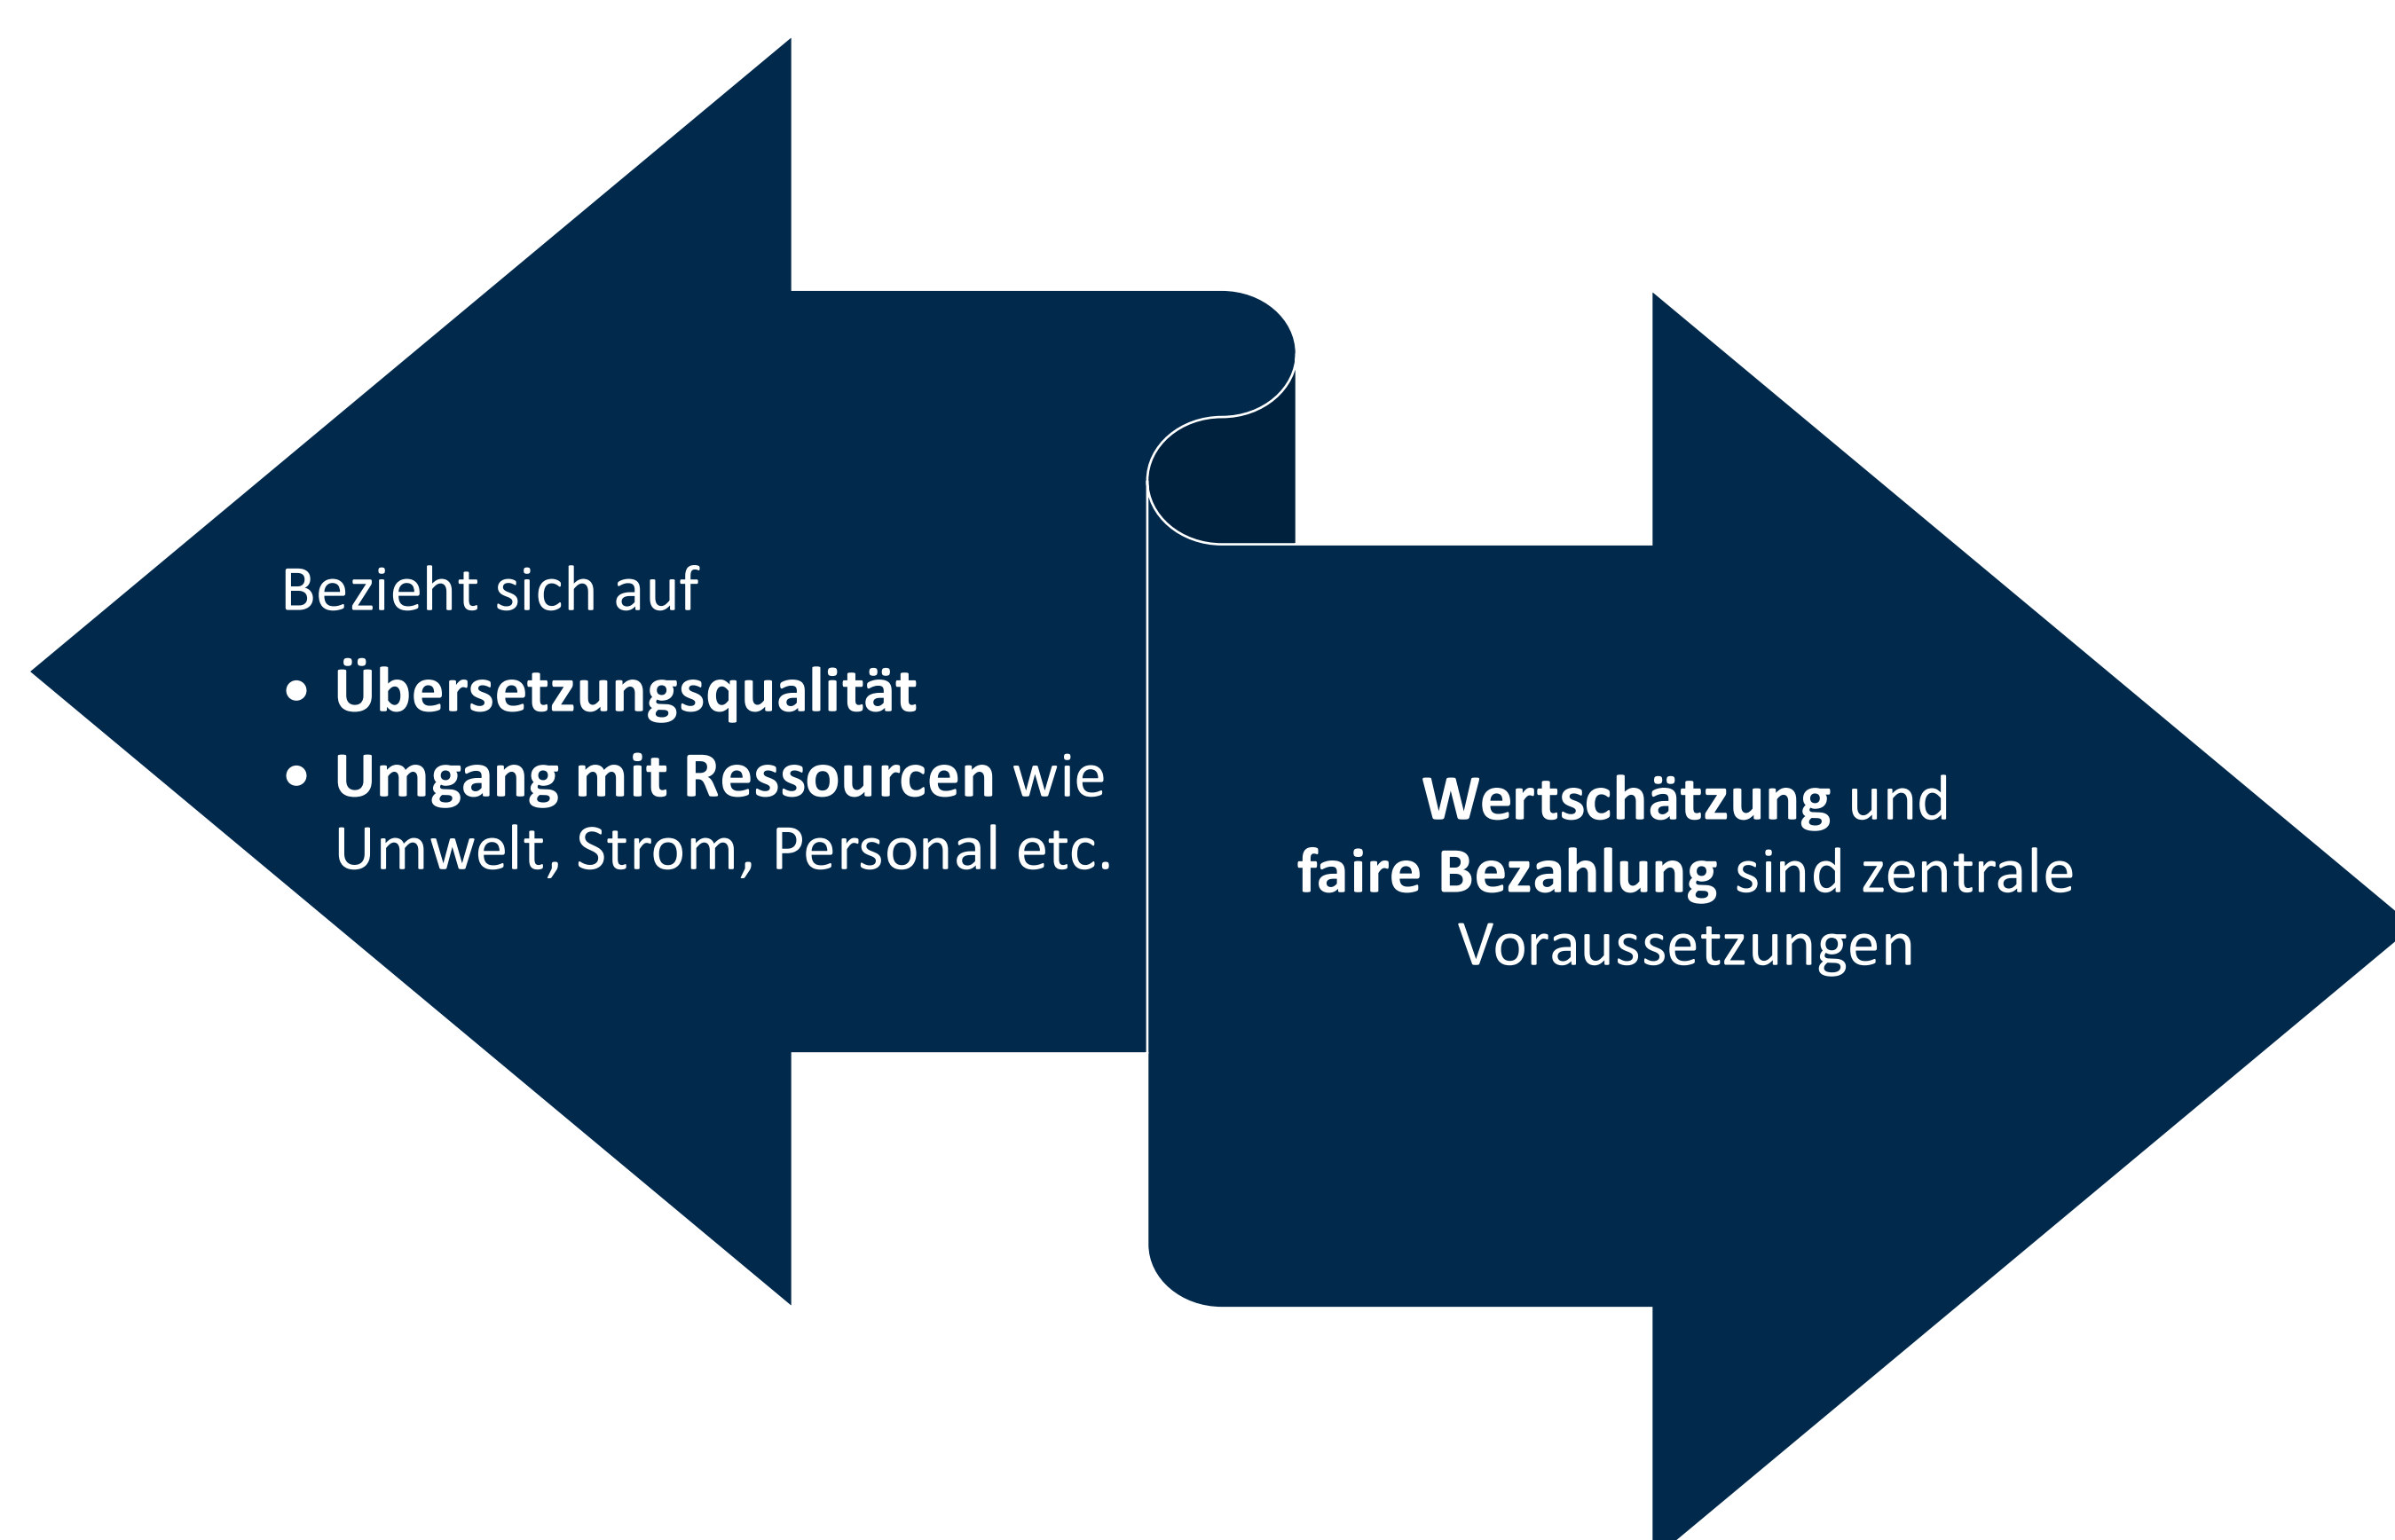 Bezieht sich auf
• Übersetzungsqualität
• Umgang mit Ressourcen wie
Umwelt, Strom, Personal etc.
Wertschätzung und
faire Bezahlung sind zentrale
Voraussetzungen